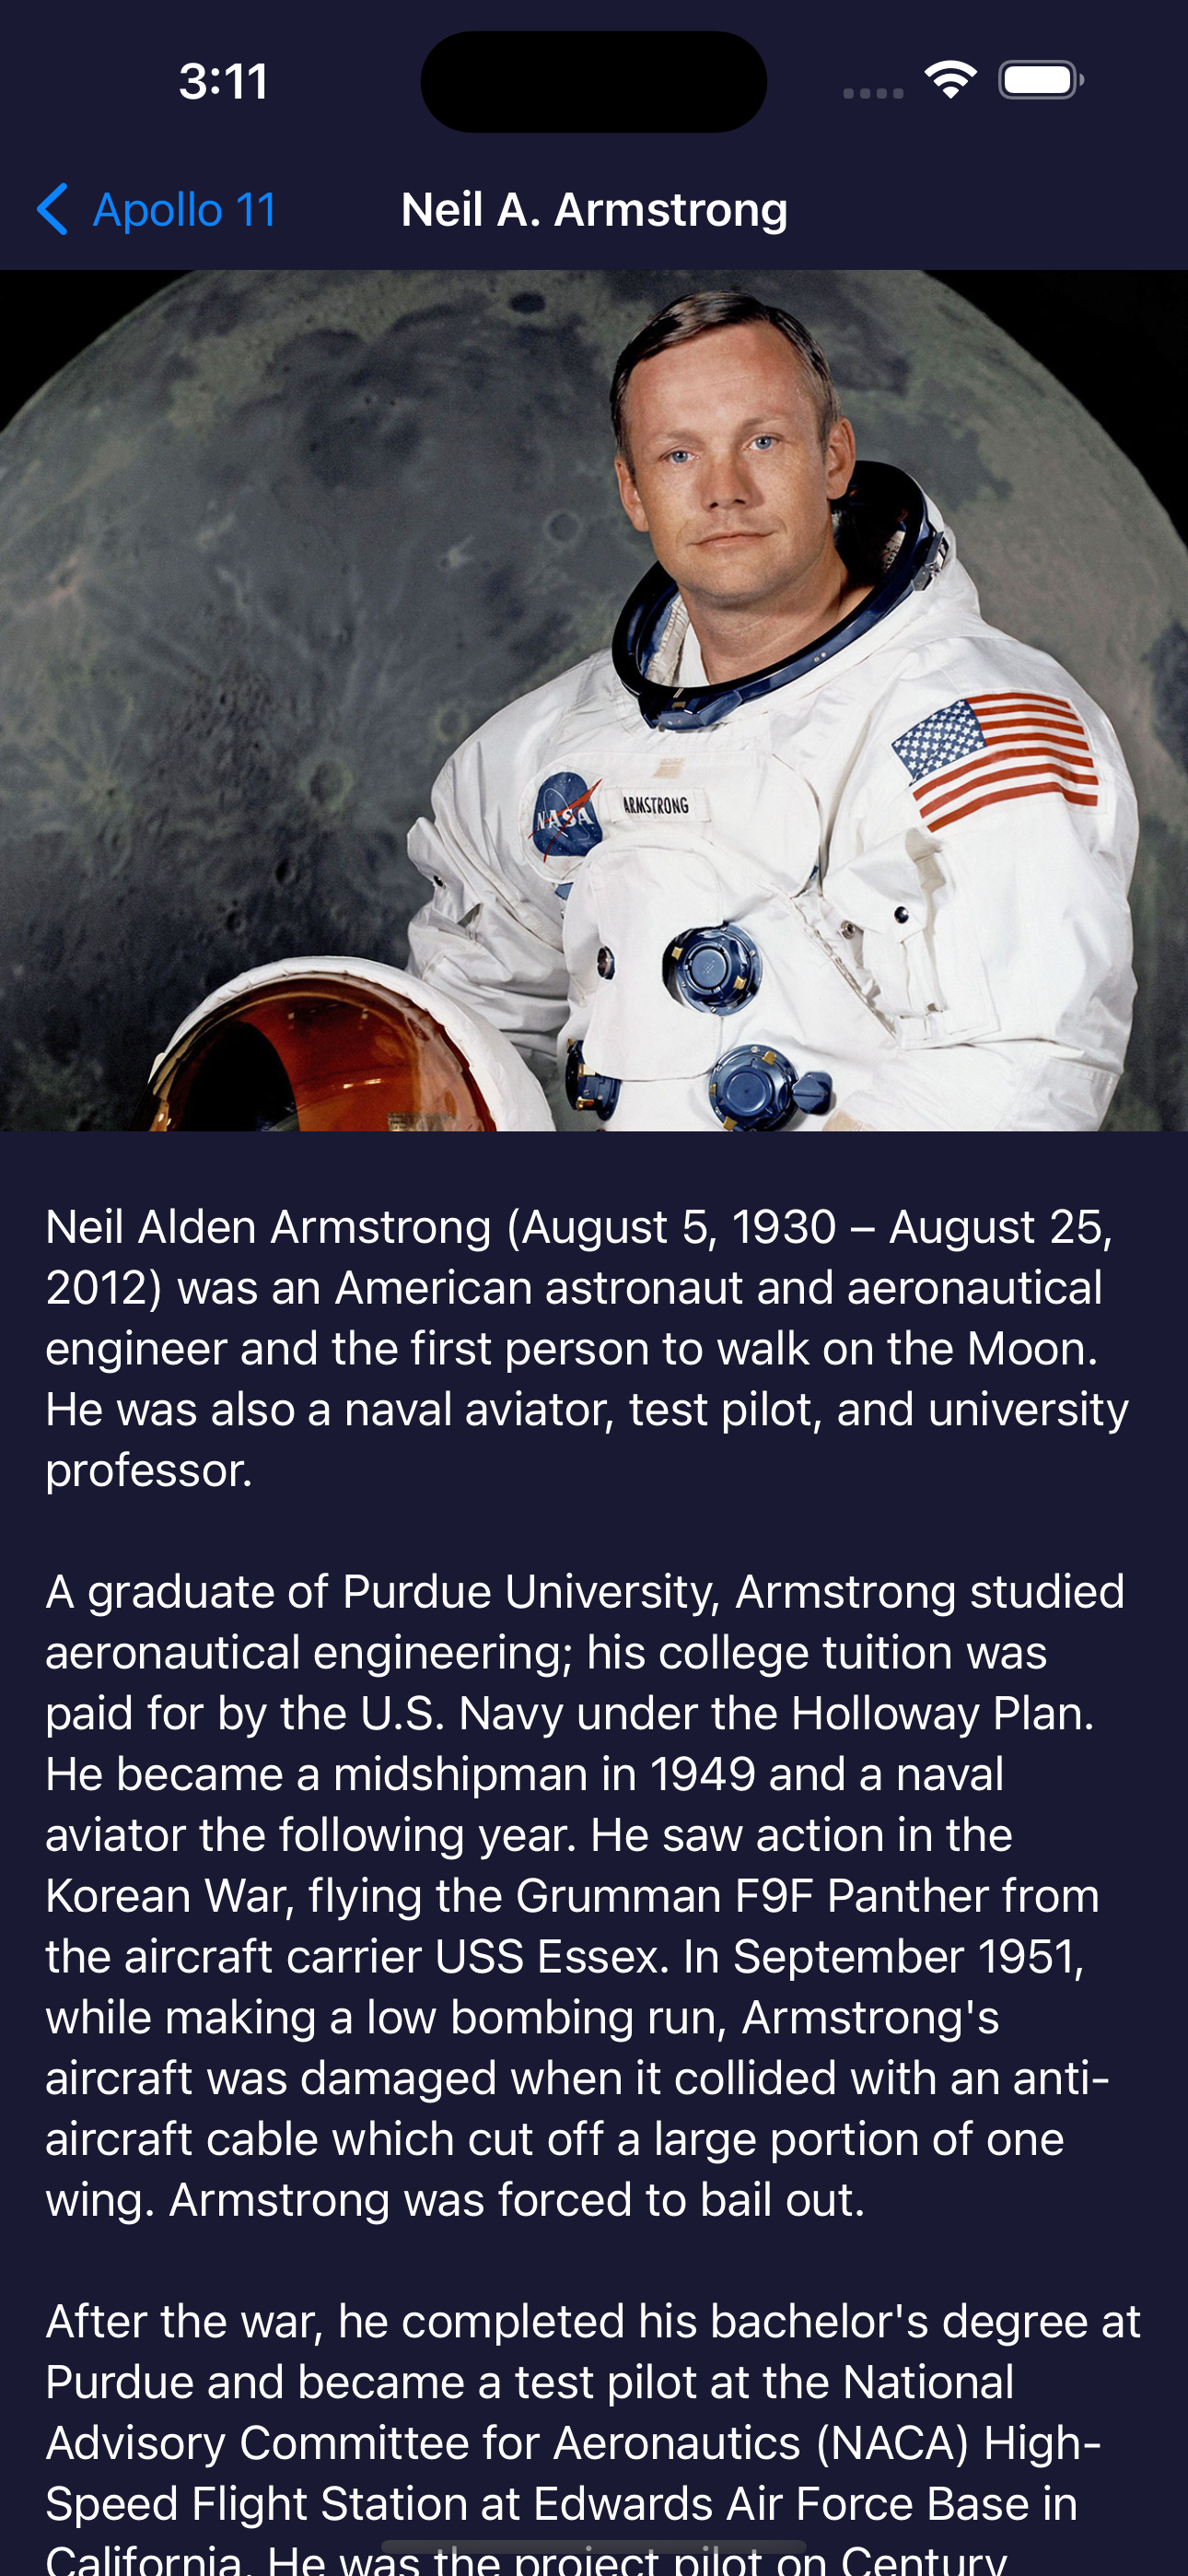 3:11
Apollo 11
Neil A. Armstrong
NASA
ARMSTRONG
Neil Alden Armstrong (August 5, 1930 – August 25,
2012) was an American astronaut and aeronautical
engineer and the first person to walk on the Moon.
He was also a naval aviator, test pilot, and university
professor.
A graduate of Purdue University, Armstrong studied
aeronautical engineering; his college tuition was
paid for by the U.S. Navy under the Holloway Plan.
He became a midshipman in 1949 and a naval
aviator the following year. He saw action in the
Korean War, flying the Grumman F9F Panther from
the aircraft carrier USS Essex. In September 1951,
while making a low bombing run, Armstrong's
aircraft was damaged when it collided with an anti-
aircraft cable which cut off a large portion of one
wing. Armstrong was forced to bail out.
After the war, he completed his bachelor's degree at
Purdue and became a test pilot at the National
Advisory Committee for Aeronautics (NACA) High-
Speed Flight Station at Edwards Air Force Base in
California. He was the project pilot on Century